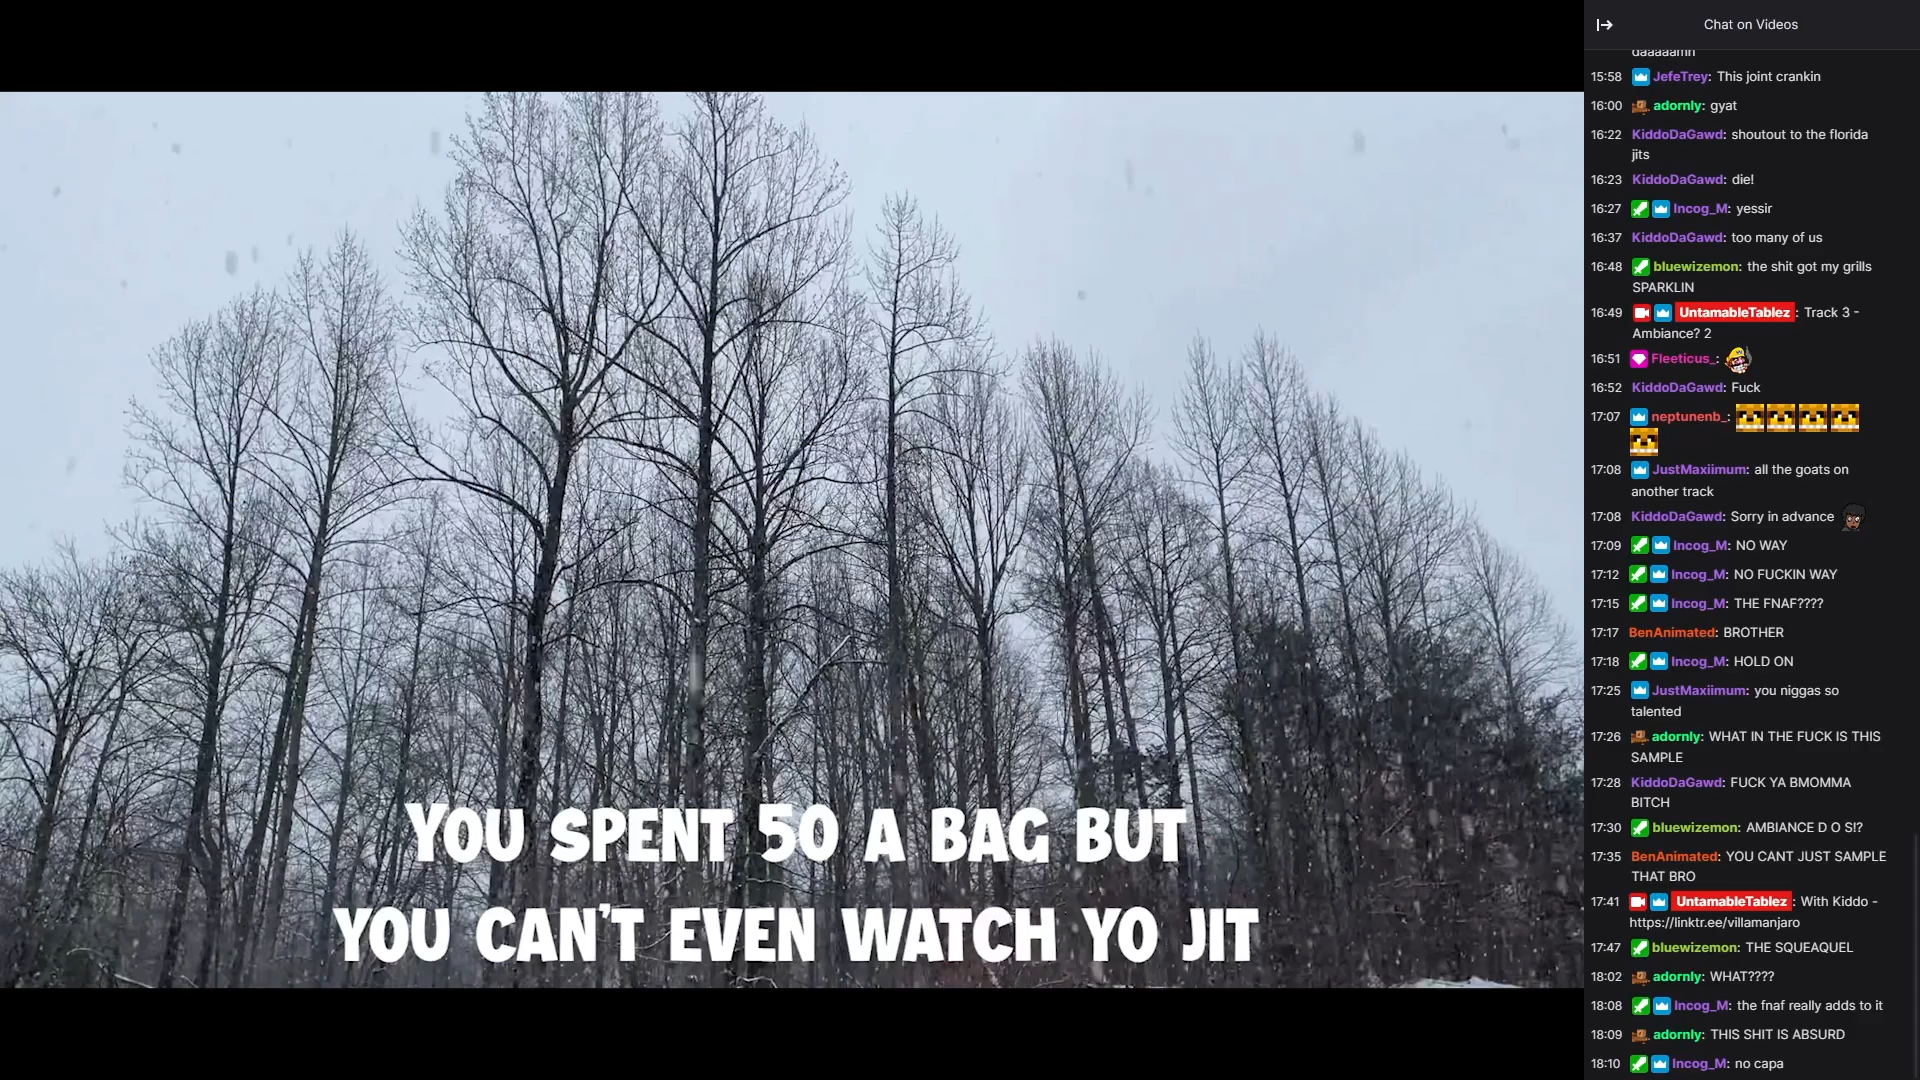 YOU SPENT 50 A BAG BUT
YOU CAN'T EVEN WATCH YO JIT
Chat on Videos
daaaaamn
15:58 JefeTrey: This joint crankin
16:00 adornly: gyat
16:22 KiddoDaGawd: shoutout to the florida
jits
16:23 KiddoDaGawd: die!
16:27 Incog_M: yessir
16:37 KiddoDaGawd: too many of us
16:48 bluewizemon: the shit got my grills
SPARKLIN
16:49 UntamableTablez: Track 3 -
Ambiance? 2
16:51 Fleeticus_:
16:52 KiddoDaGawd: Fuck
17:07 neptunenb_:
17:08 JustMaxiimum: all the goats on
another track
17:08 KiddoDaGawd: Sorry in advance
17:09 Incog_M: NO WAY
17:12 Incog_M: NO FUCKIN WAY
17:15 Incog_M: THE FNAF????
17:17 BenAnimated: BROTHER
17:18 Incog_M: HOLD ON
17:25 JustMaxiimum: you niggas so
talented
17:26 adornly: WHAT IN THE FUCK IS THIS
SAMPLE
17:28 KiddoDaGawd: FUCK YA BMOMMA
BITCH
17:30 bluewizemon: AMBIANCE D O S!?
17:35 BenAnimated: YOU CANT JUST SAMPLE
THAT BRO
17:41 UntamableTablez: With Kiddo -
https://linktr.ee/villamanjaro
17:47 bluewizemon: THE SQUEAQUEL
18:02 adornly: WHAT????
18:08 Incog_M: the fnaf really adds to it
18:09 adornly: THIS SHIT IS ABSURD
18:10 Incog_M: no capa